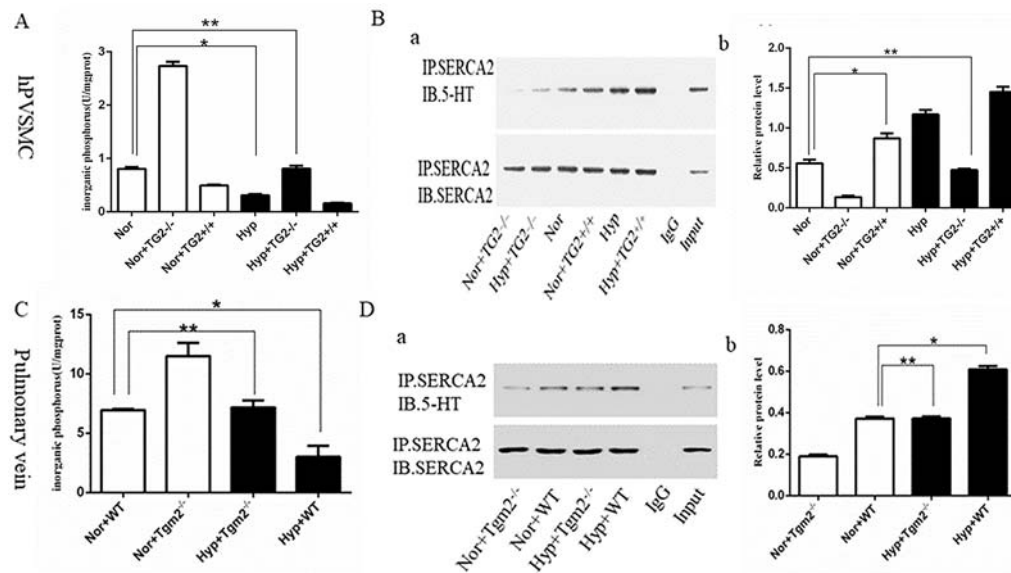 A
hPVSMC
inorganic phosphorus(U/mgprot)
3
2
1
0
**
*
Nor
Nor+TG2-/-
Nor+TG2+/+
Hyp
Hyp+TG2-/-
Hyp+TG2+/+
B
a
IP.SERCA2
IB.5-HT
IP.SERCA2
IB.SERCA2
Nor+TG2-/-
Hyp+TG2-/-
Nor
Nor+TG2+/+
Hyp
Hyp+TG2+/+
IgG
Input
b
Relative protein level
1.5
1.0
0.5
0.0
**
*
Nor
Nor+TG2-/-
Nor+TG2+/+
Hyp
Hyp+TG2-/-
Hyp+TG2+/+
C
Pulmonary vein
inorganic phosphorus(U/mgprot)
15
10
5
0
*
**
Nor+WT
Nor+Tgm2-/-
Hyp+Tgm2-/-
Hyp+WT
D
a
IP.SERCA2
IB.5-HT
IP.SERCA2
IB.SERCA2
Nor+Tgm2-/-
Nor+WT
Hyp+Tgm2-/-
Hyp+WT
IgG
Input
b
Relative protein level
0.8
0.6
0.4
0.2
0.0
*
**
Nor+Tgm2-/-
Nor+WT
Hyp+Tgm2-/-
Hyp+WT